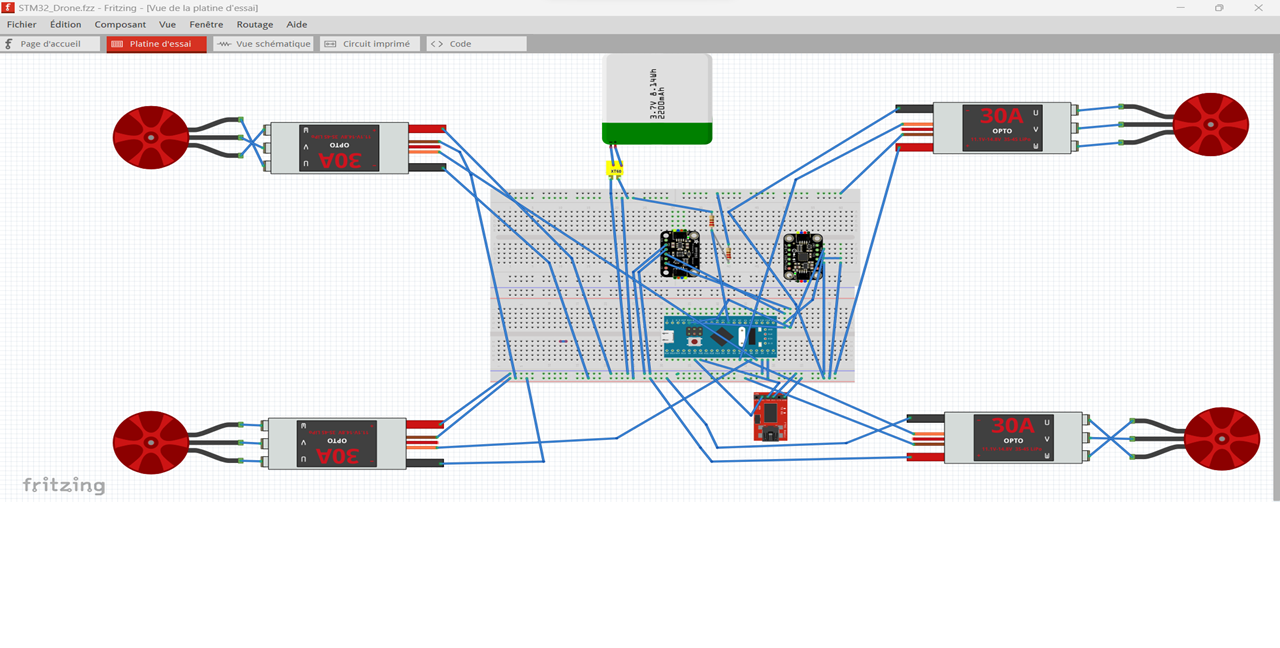 STM32_Drone.fzz - Fritzing - [Vue de la platine d'essai]
Fichier Édition Composant Vue Fenêtre Routage Aide
Page d'accueil Platine d'essai Vue schématique Circuit imprimé <> Code
3.7V 8.14Wh
2200mAh
XT60
30A
OPTO
U
V
W
30A
OPTO
U
V
W
30A
OPTO
U
V
W
30A
OPTO
U
V
W
fritzing